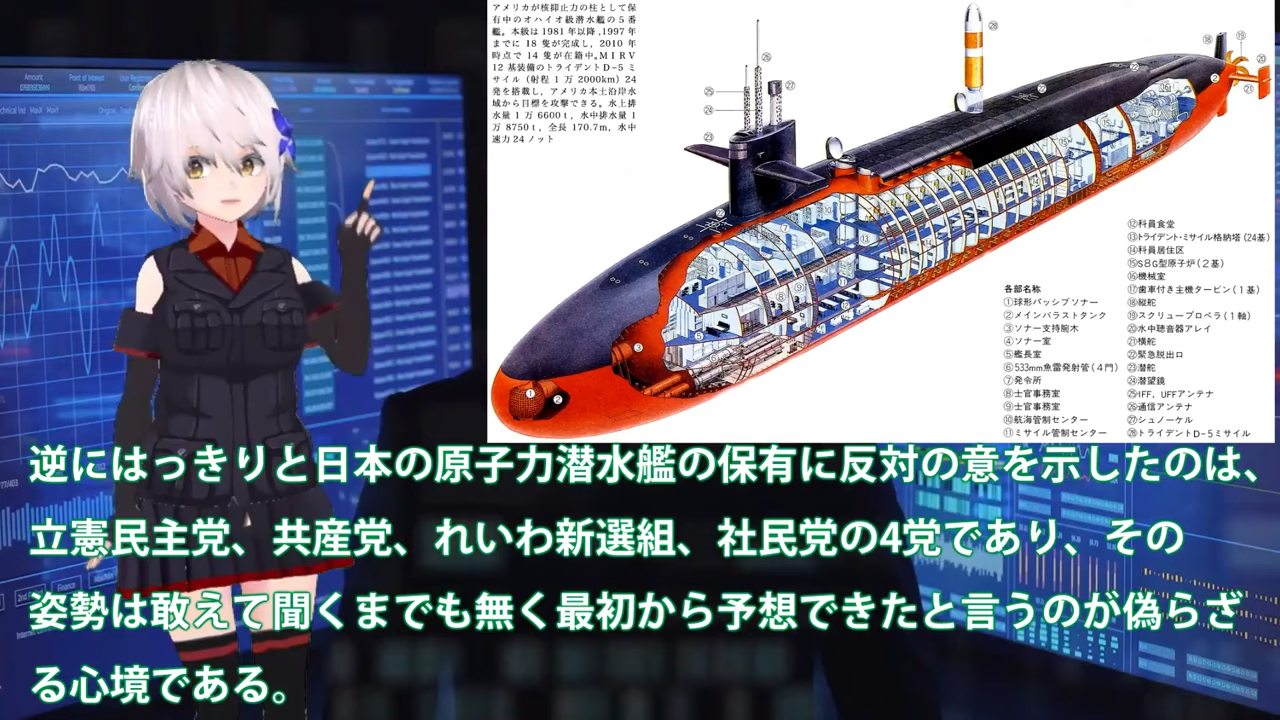 アメリカが核抑止力の柱として保
有中のオハイオ級潜水艦の5番
艦。本級は1981年以降,1997年
までに18隻が完成し,2010年
時点で14隻が在籍中。MIRV
12基装備のトライデントD-5ミ
サイル(射程1万2000km)24
発を搭載し,アメリカ本土沿岸水
域から目標を攻撃できる。水上排
水量1万6600t,水中排水量1
万8750t,全長170.7m,水中
速力24ノット
各部名称
①球形パッシブソナー
②メインバラストタンク
③ソナー支持腕木
④ソナー室
⑤艦長室
⑥533mm魚雷発射管(4門)
⑦発令所
⑧士官事務室
⑨士官事務室
⑩航海管制センター
⑪ミサイル管制センター
⑫科員食堂
⑬トライデント・ミサイル格納塔(24基)
⑭科員居住区
⑮S8G型原子炉(2基)
⑯機械室
⑰歯車付き主機タービン(1基)
⑱縦舵
⑲スクリュープロペラ(1軸)
⑳水中聴音器アレイ
㉑横舵
㉒緊急脱出口
㉓潜舵
㉔潜望鏡
㉕IFF,UFFアンテナ
㉖通信アンテナ
㉗シュノーケル
㉘トライデントD-5ミサイル
逆にはっきりと日本の原子力潜水艦の保有に反対の意を示したのは、
立憲民主党、共産党、れいわ新選組、社民党の4党であり、その
姿勢は敢えて聞くまでも無く最初から予想できたと言うのが偽らざ
る心境である。